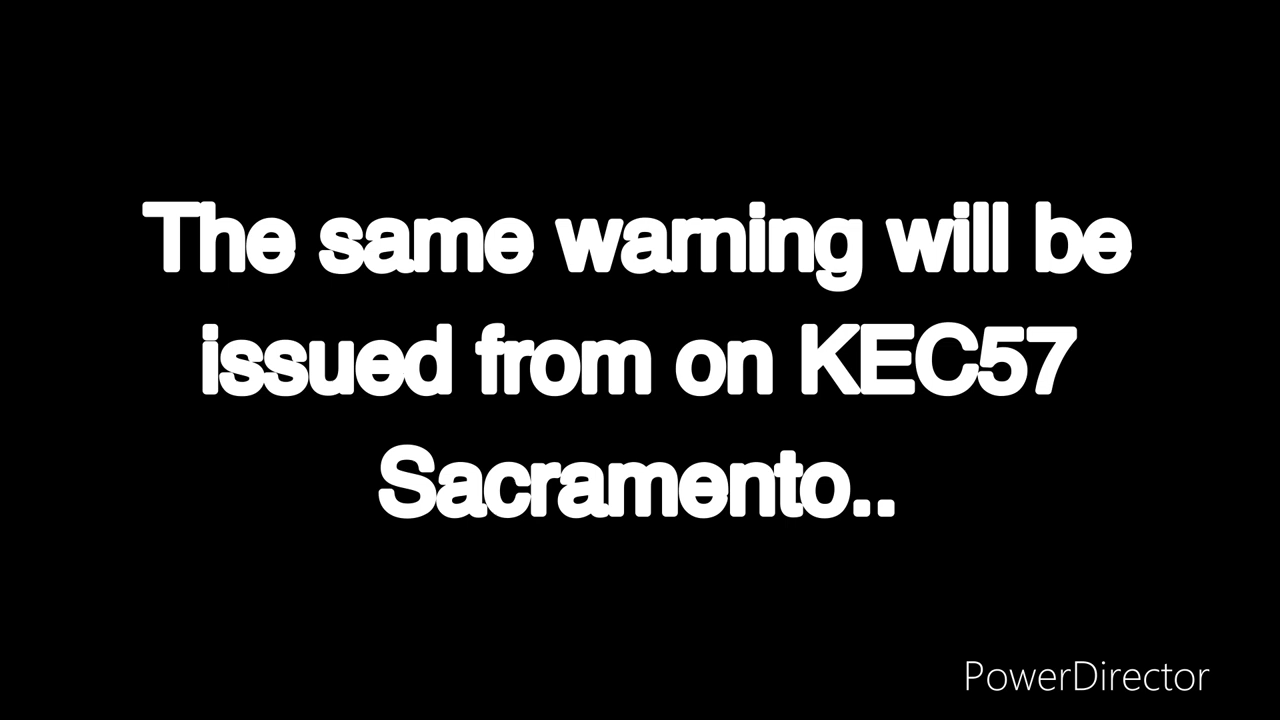 The same warning will be
issued from on KEC57
Sacramento..
PowerDirector